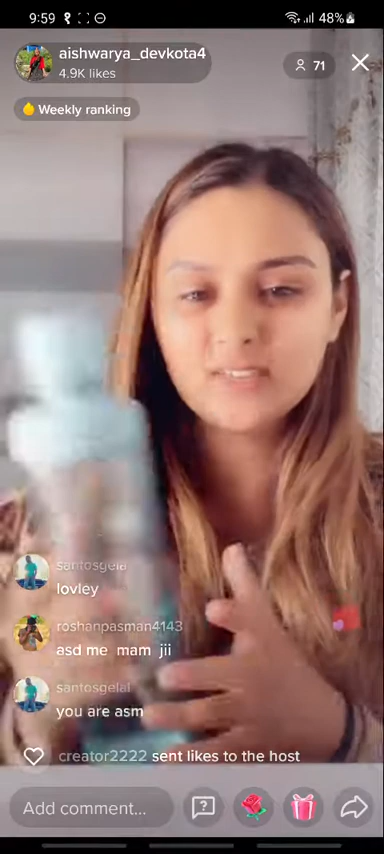 9:59
48%
aishwarya_devkota4
4.9K likes
71
Weekly ranking
santosgelal
lovley
roshanpasman4143
asd me mam jii
santosgelal
you are asm
creator2222 sent likes to the host
Add comment...